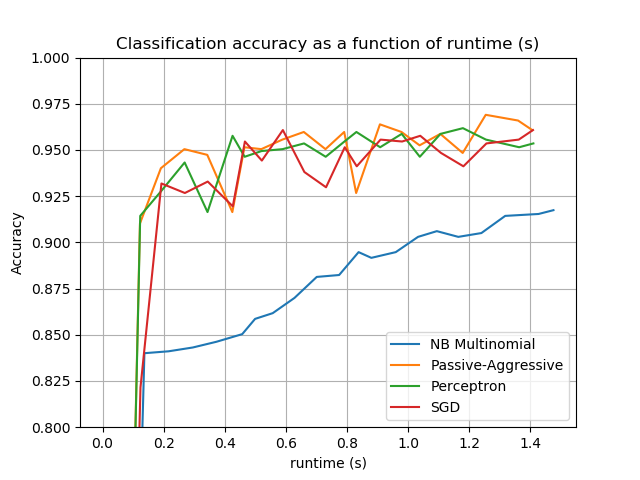 Classification accuracy as a function of runtime (s)
1.000
0.975
0.950
0.925
0.900
0.875
0.850
0.825
0.800
Accuracy
NB Multinomial
Passive-Aggressive
Perceptron
SGD
0.0 0.2 0.4 0.6 0.8 1.0 1.2 1.4
runtime (s)